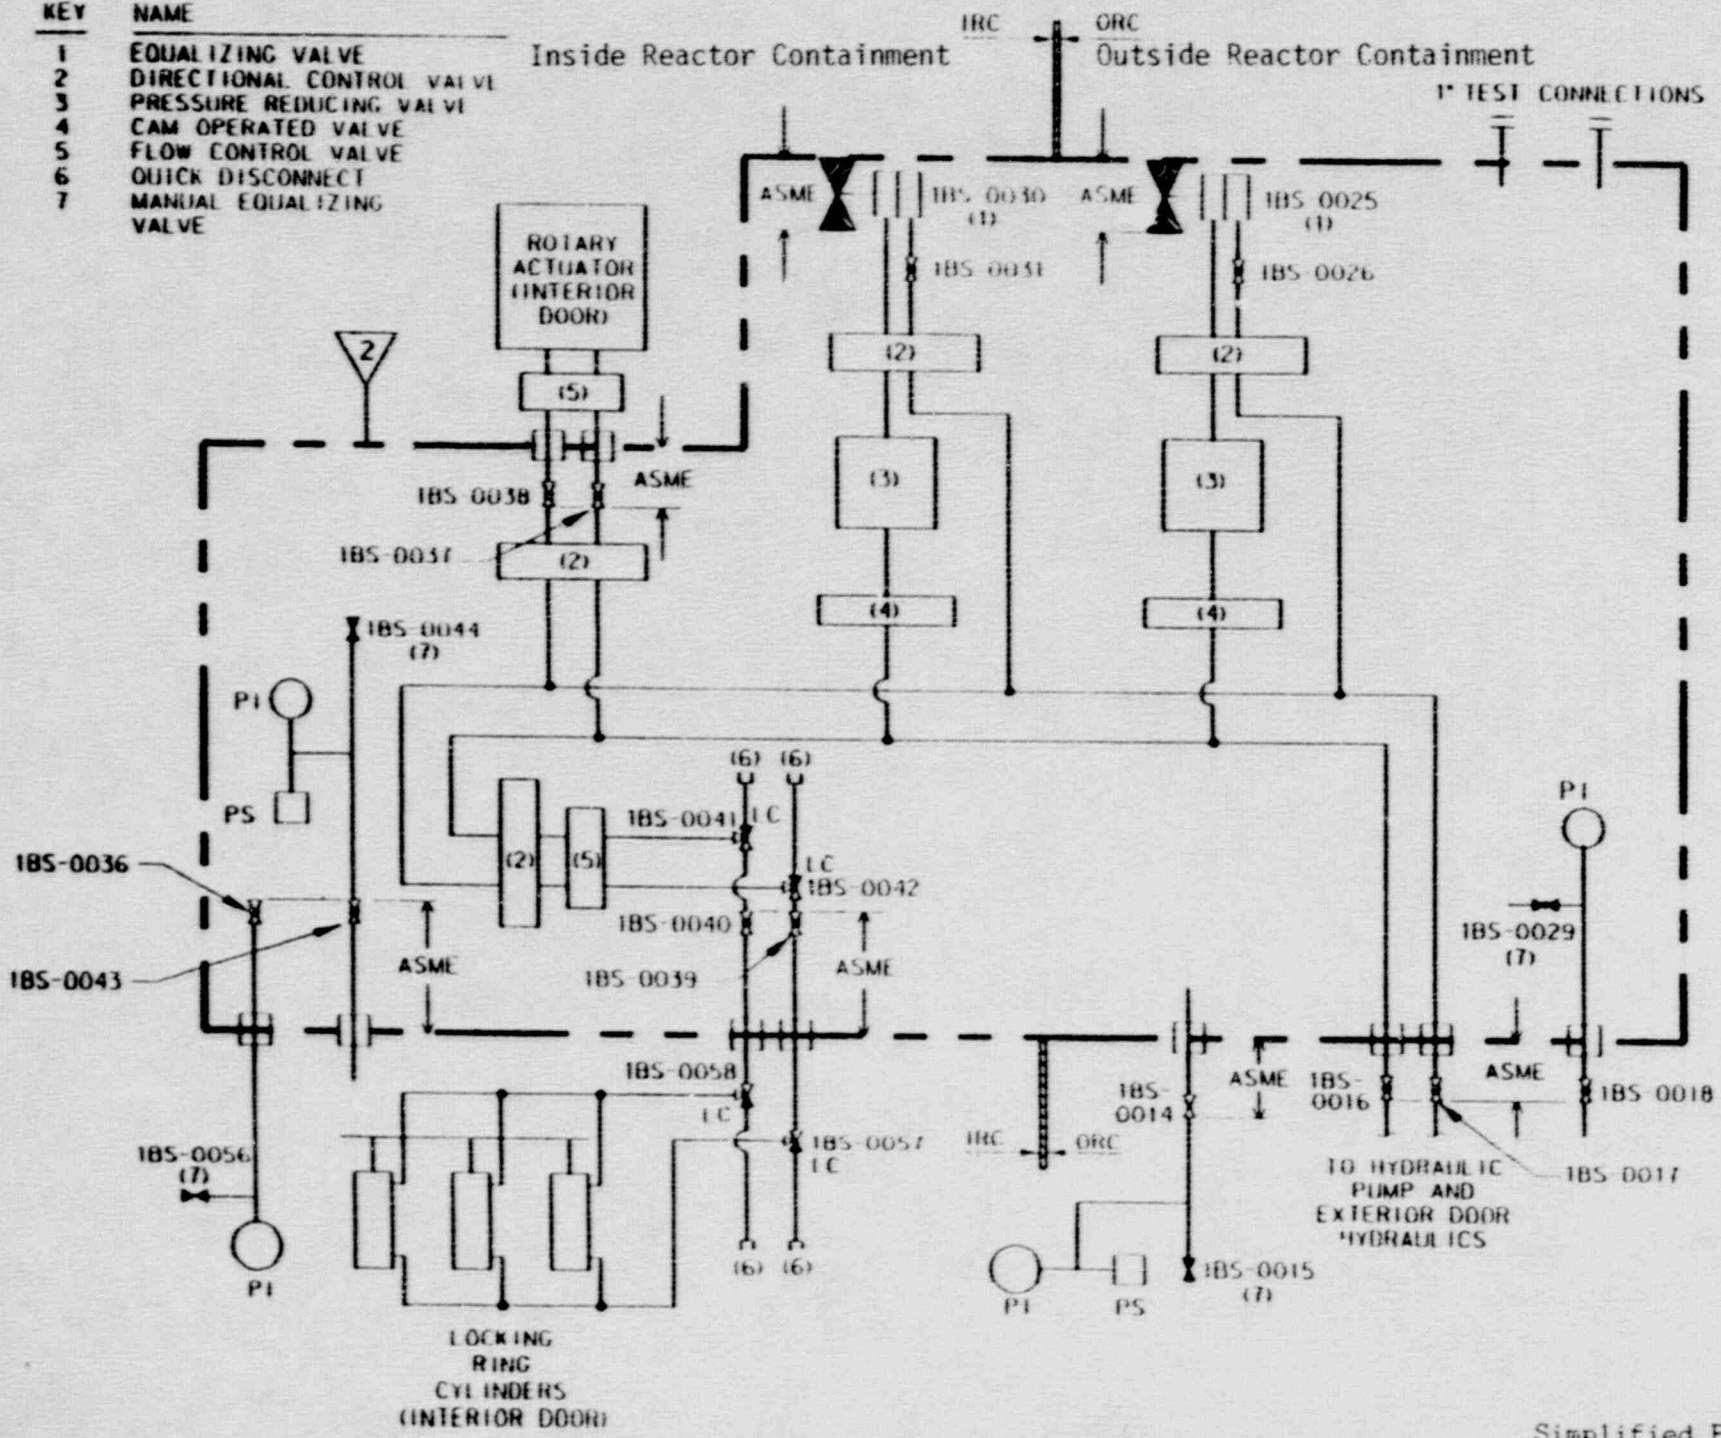 KEY NAME
1 EQUALIZING VALVE
2 DIRECTIONAL CONTROL VALVE
3 PRESSURE REDUCING VALVE
4 CAM OPERATED VALVE
5 FLOW CONTROL VALVE
6 QUICK DISCONNECT
7 MANUAL EQUALIZING
VALVE
IRC ORC
Inside Reactor Containment
Outside Reactor Containment
1" TEST CONNECTIONS
ASME
1BS-0030
(1)
ASME
1BS-0025
(1)
1BS-0031
1BS-0026
ROTARY
ACTUATOR
(INTERIOR
DOOR)
2
(5)
(2)
(2)
ASME
1BS-0038
1BS-0037
(2)
(3)
(3)
(4)
(4)
1BS-0044
(7)
PI
PS
(6) (6)
1BS-0041 LC
(2) (5)
LC
1BS-0042
1BS-0036
1BS-0040
1BS-0043
ASME
1BS-0039
ASME
PI
1BS-0029
(7)
1BS-0058
LC
1BS-
0014
ASME
1BS-
0016
ASME
1BS-0018
1BS-0057
LC
IRC ORC
1BS-0056
(7)
PI
TO HYDRAULIC
PUMP AND
EXTERIOR DOOR
HYDRAULICS
1BS-0017
(6) (6)
PI PS
1BS-0015
(7)
LOCKING
RING
CYLINDERS
(INTERIOR DOOR)
Simplified